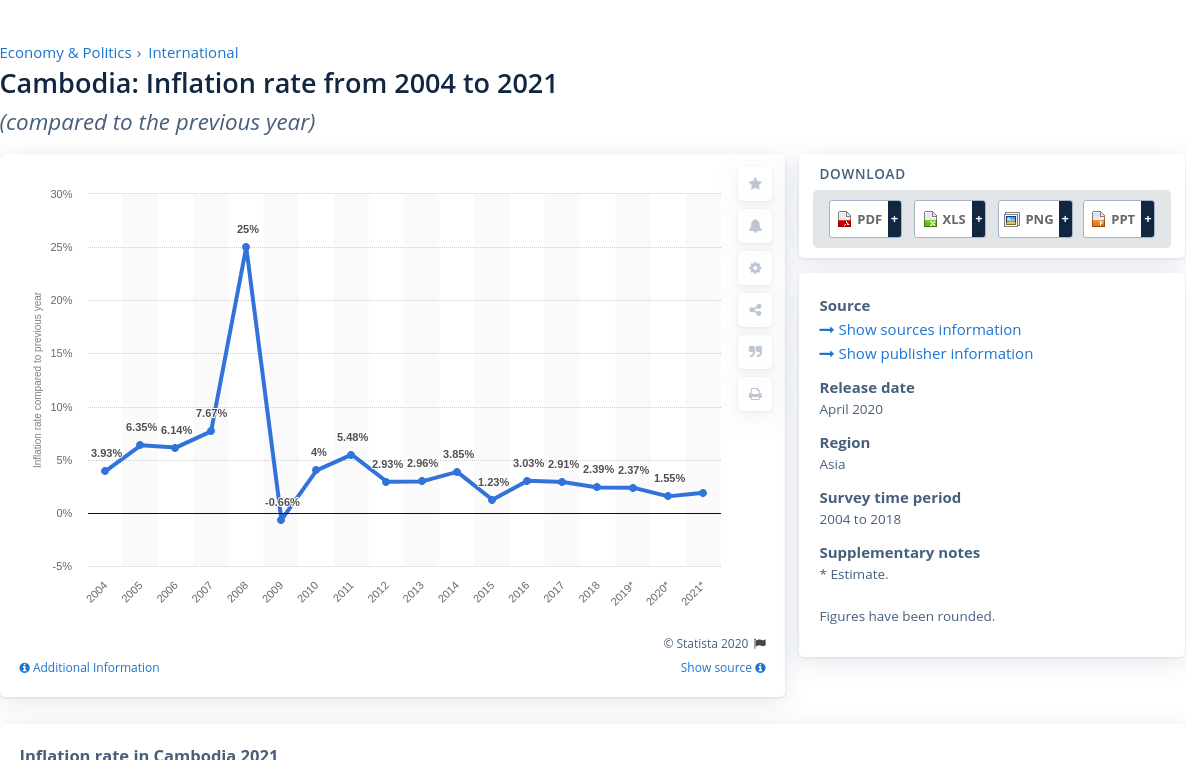 Economy & Politics › International
Cambodia: Inflation rate from 2004 to 2021
(compared to the previous year)
30%
25%
20%
15%
10%
5%
0%
-5%
Inflation rate compared to previous year
3.93%
6.35%
6.14%
7.67%
25%
-0.66%
4%
5.48%
2.93%
2.96%
3.85%
1.23%
3.03%
2.91%
2.39%
2.37%
1.55%
2004
2005
2006
2007
2008
2009
2010
2011
2012
2013
2014
2015
2016
2017
2018
2019*
2020*
2021*
© Statista 2020
Additional Information
Show source
DOWNLOAD
PDF +
XLS +
PNG +
PPT +
Source
Show sources information
Show publisher information
Release date
April 2020
Region
Asia
Survey time period
2004 to 2018
Supplementary notes
* Estimate.
Figures have been rounded.
Inflation rate in Cambodia 2021